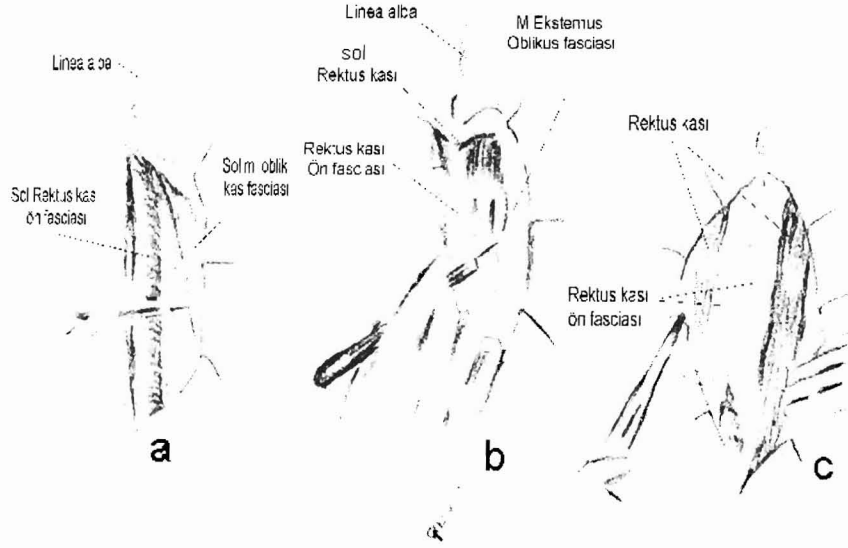 Linea alba
Sol Rektus kas
ön fasciası
Sol m oblik
kas fasciası
a
Linea alba
sol
Rektus kası
M Eksternus
Oblikus fasciası
Rektus kası
Ön fasciası
b
Rektus kası
Rektus kası
ön fasciası
c